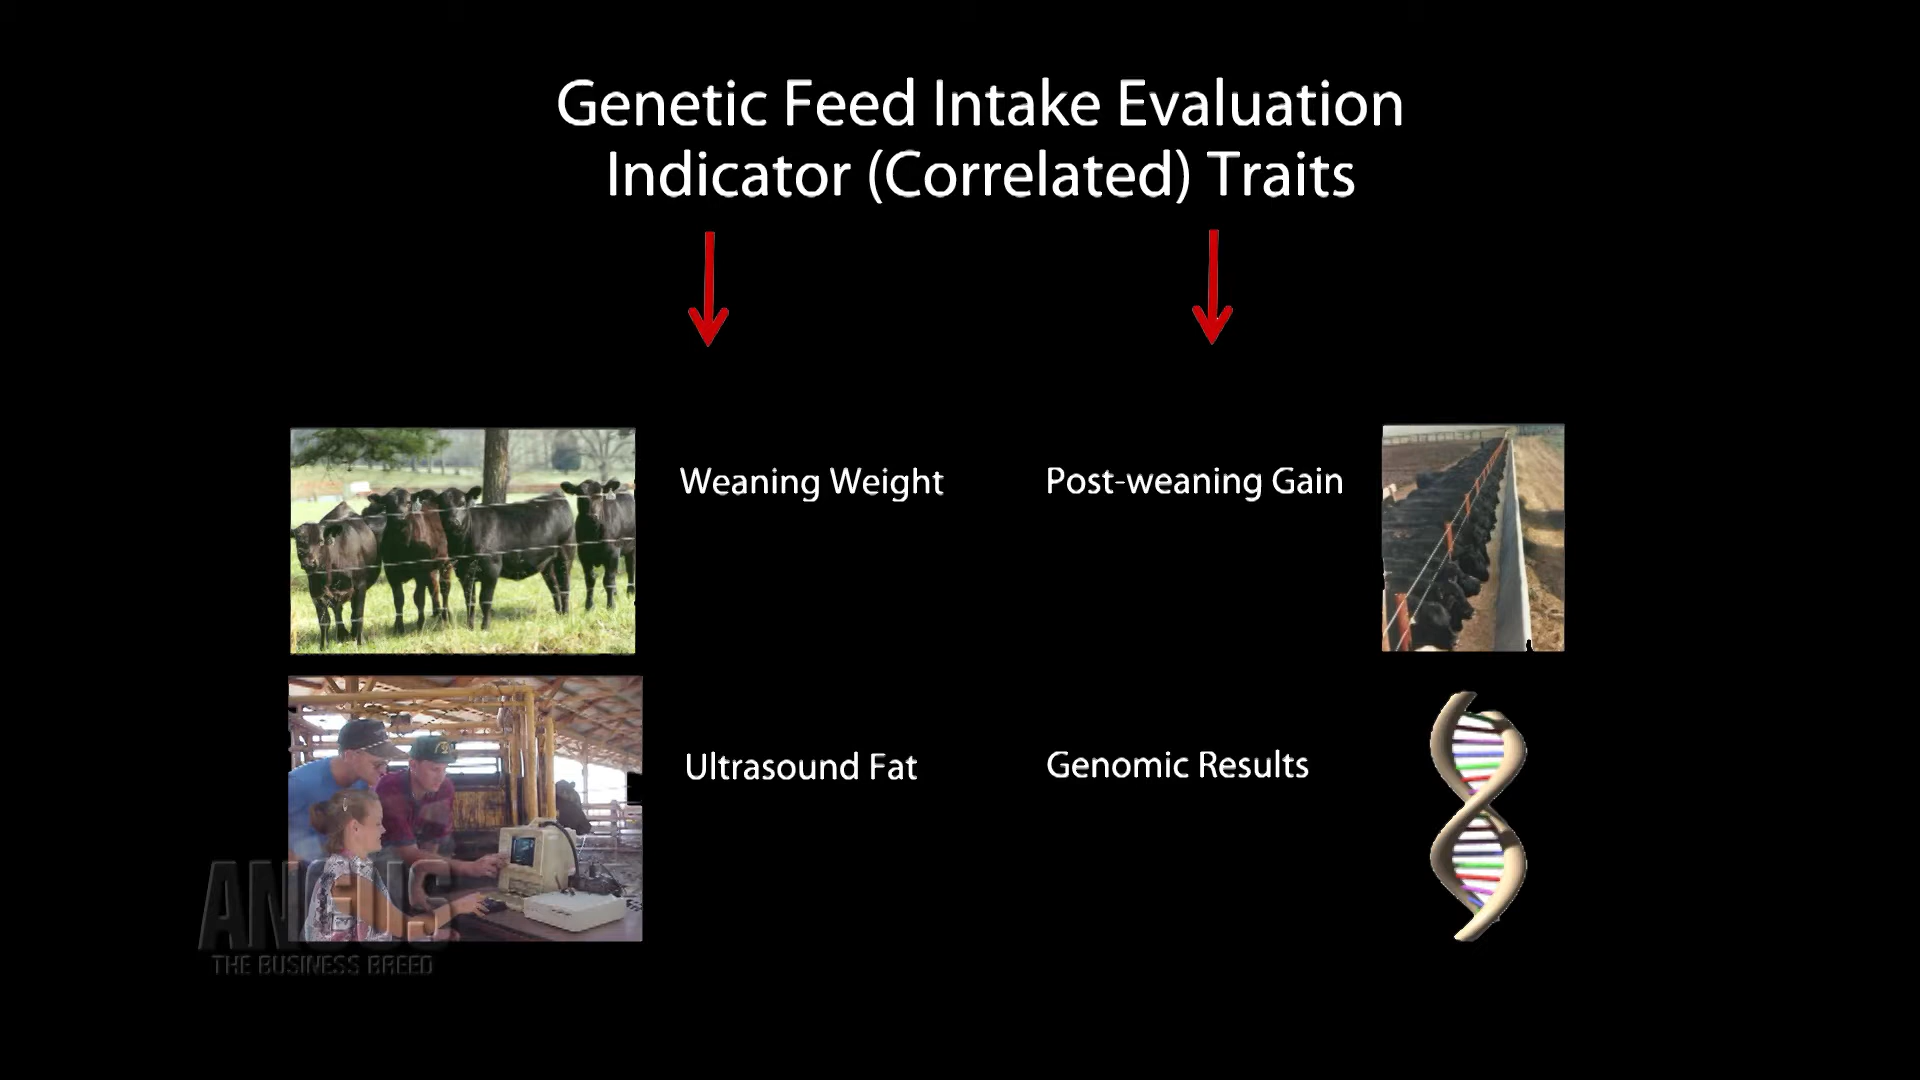 Genetic Feed Intake Evaluation
Indicator (Correlated) Traits
Weaning Weight
Post-weaning Gain
Ultrasound Fat
Genomic Results
ANGUS
THE BUSINESS BREED